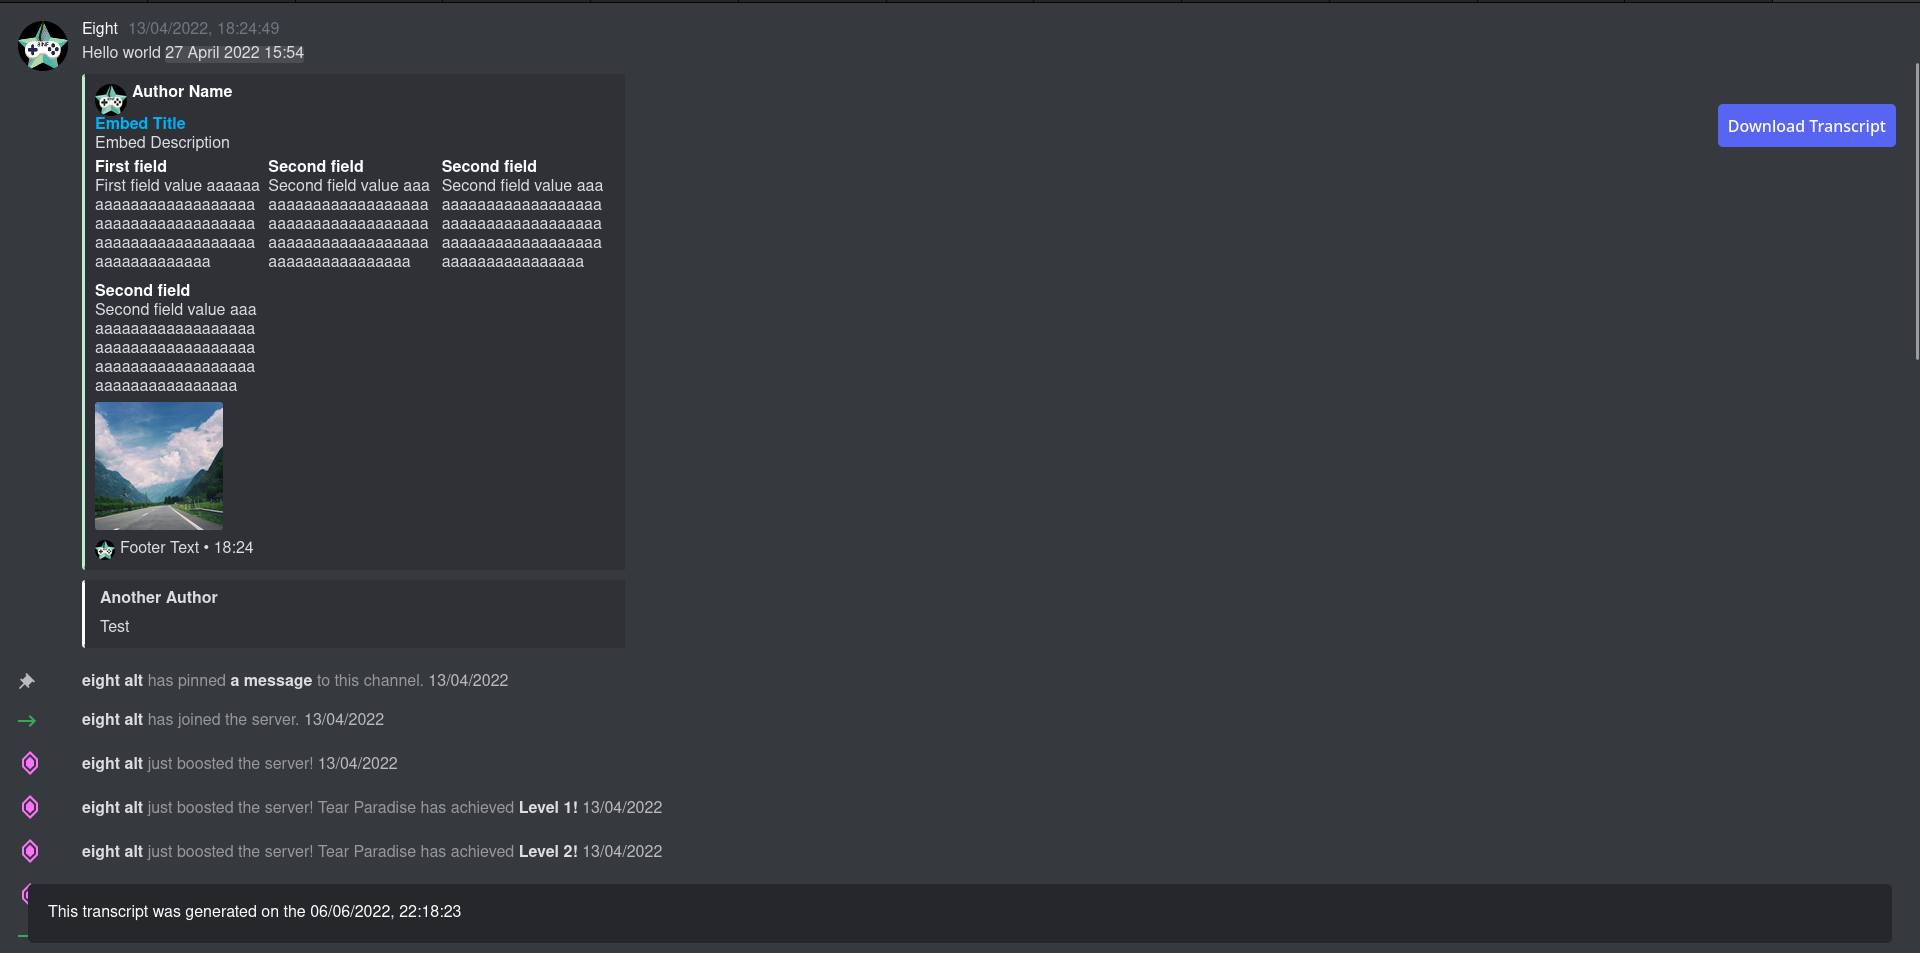 Eight 13/04/2022, 18:24:49
Hello world 27 April 2022 15:54
Author Name
Embed Title
Embed Description
First field
First field value aaaaaa
aaaaaaaaaaaaaaaaaa
aaaaaaaaaaaaaaaaaa
aaaaaaaaaaaaaaaaaa
aaaaaaaaaaaaa
Second field
Second field value aaa
aaaaaaaaaaaaaaaaaa
aaaaaaaaaaaaaaaaaa
aaaaaaaaaaaaaaaaaa
aaaaaaaaaaaaaaaa
Second field
Second field value aaa
aaaaaaaaaaaaaaaaaa
aaaaaaaaaaaaaaaaaa
aaaaaaaaaaaaaaaaaa
aaaaaaaaaaaaaaaa
Second field
Second field value aaa
aaaaaaaaaaaaaaaaaa
aaaaaaaaaaaaaaaaaa
aaaaaaaaaaaaaaaaaa
aaaaaaaaaaaaaaaa
Footer Text • 18:24
Another Author
Test
Download Transcript
eight alt has pinned a message to this channel. 13/04/2022
eight alt has joined the server. 13/04/2022
eight alt just boosted the server! 13/04/2022
eight alt just boosted the server! Tear Paradise has achieved Level 1! 13/04/2022
eight alt just boosted the server! Tear Paradise has achieved Level 2! 13/04/2022
This transcript was generated on the 06/06/2022, 22:18:23